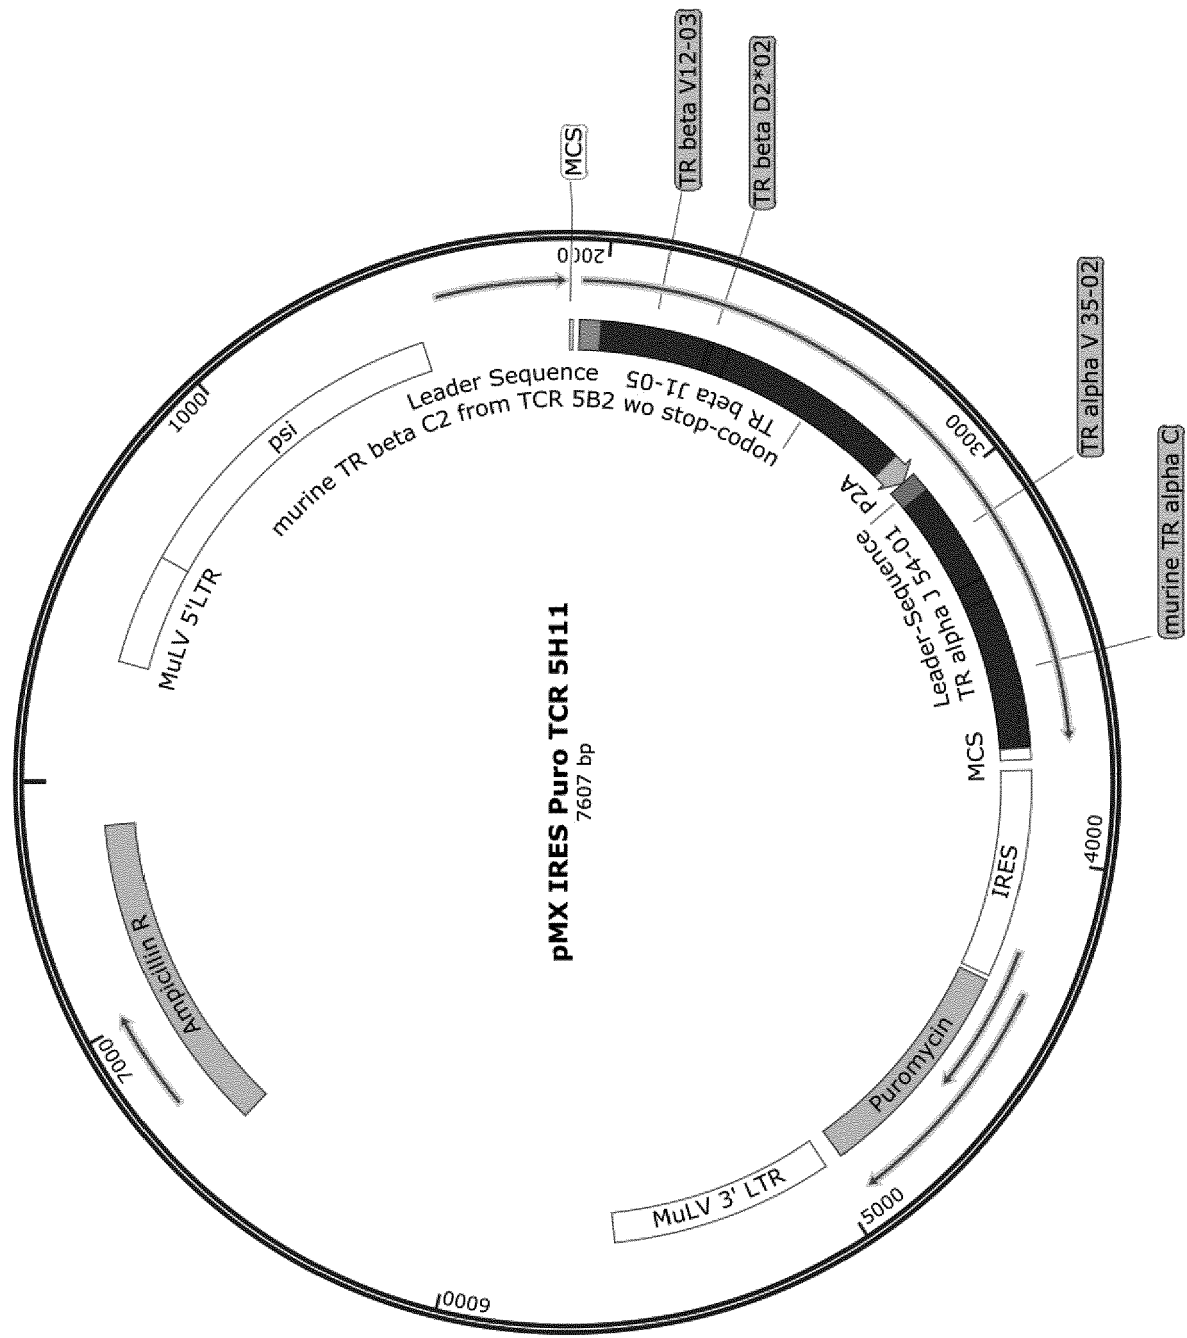 TR beta V12-03
TR beta D2*02
MCS
2000
TR alpha V 35-02
1000
psi
Leader Sequence
TR beta J1-05
murine TR beta C2 from TCR 5B2 wo stop-codon
3000
murine TR alpha C
P2A
Leader-Sequence
TR alpha J 54-01
MuLV 5'LTR
pMX IRES Puro TCR 5H11
7607 bp
MCS
4000
IRES
Ampicillin R
7000
Puromycin
MuLV 3' LTR
5000
6000